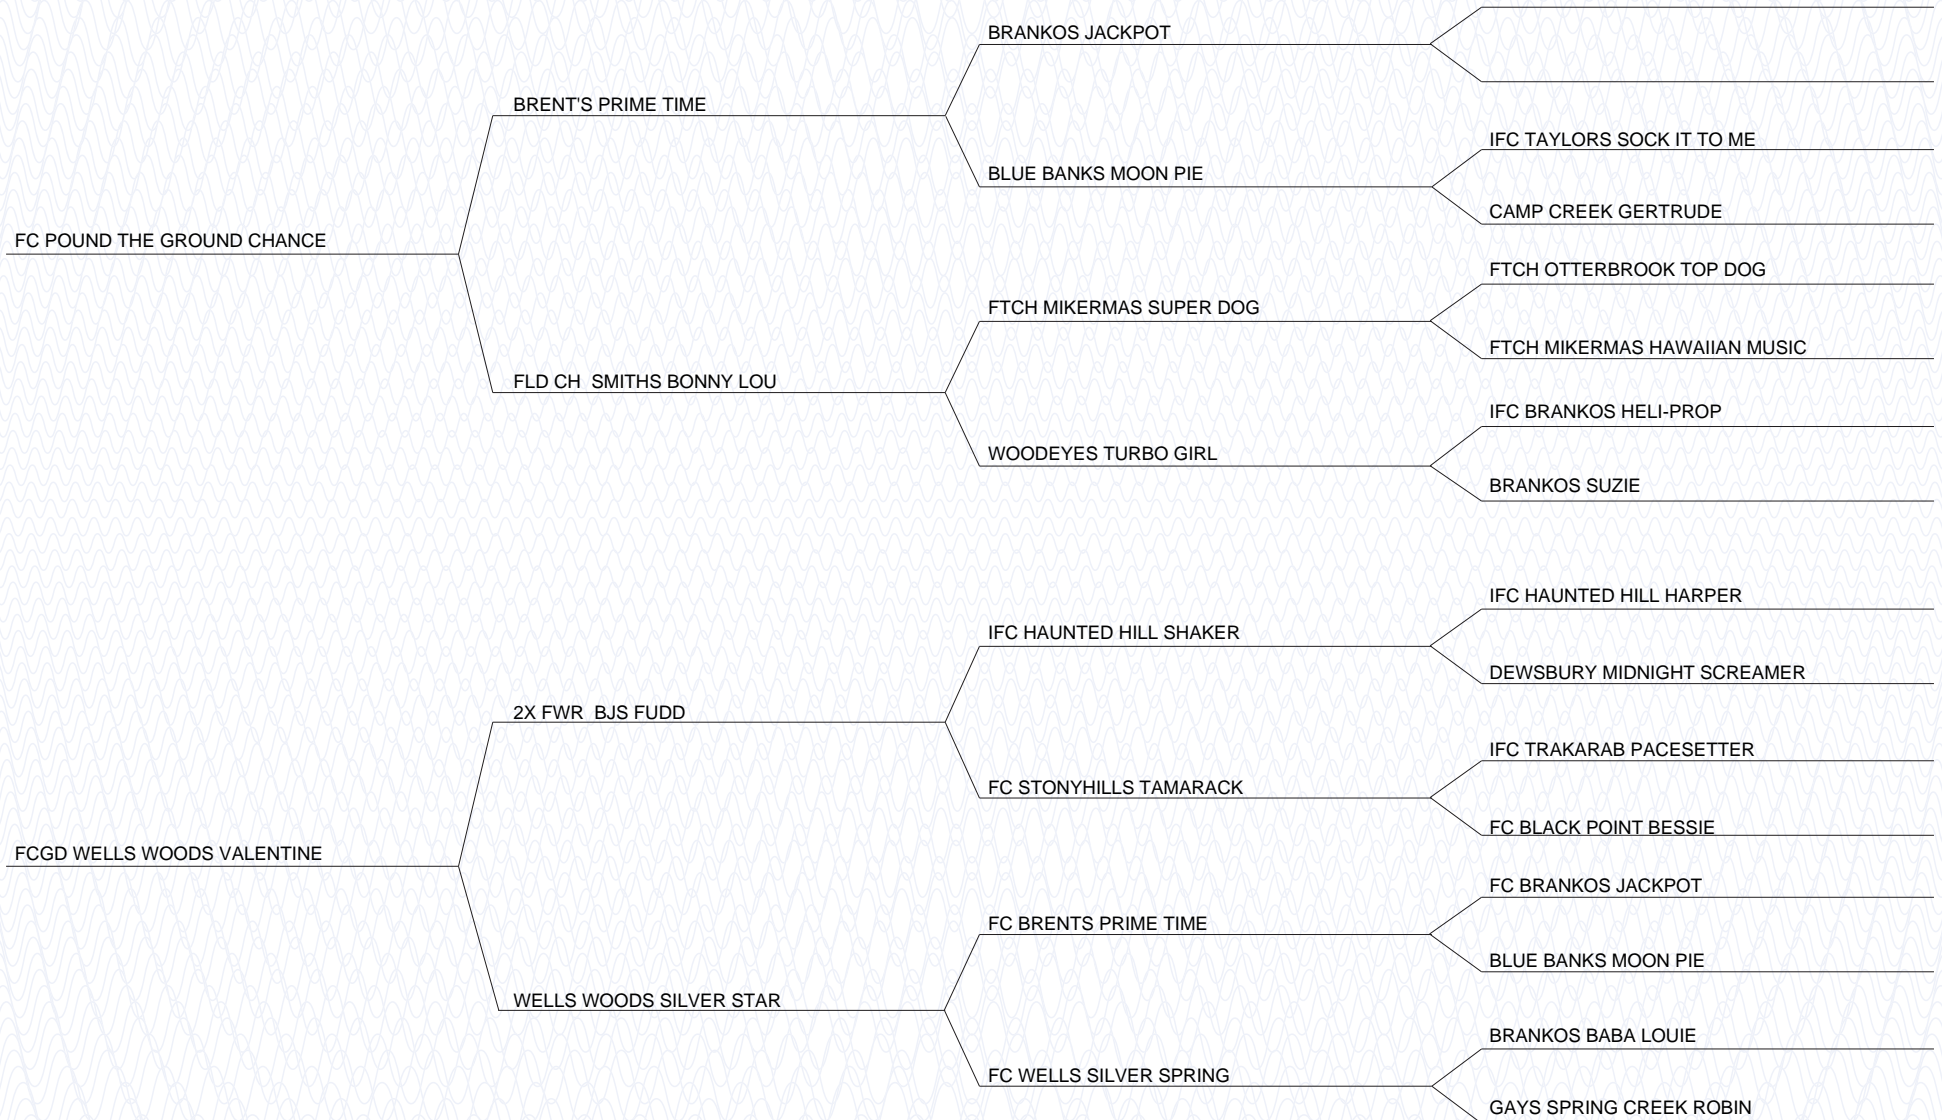 BRANKOS JACKPOT
BRENT'S PRIME TIME
IFC TAYLORS SOCK IT TO ME
BLUE BANKS MOON PIE
CAMP CREEK GERTRUDE
FC POUND THE GROUND CHANCE
FTCH OTTERBROOK TOP DOG
FTCH MIKERMAS SUPER DOG
FTCH MIKERMAS HAWAIIAN MUSIC
FLD CH  SMITHS BONNY LOU
IFC BRANKOS HELI-PROP
WOODEYES TURBO GIRL
BRANKOS SUZIE
IFC HAUNTED HILL HARPER
IFC HAUNTED HILL SHAKER
DEWSBURY MIDNIGHT SCREAMER
2X FWR  BJS FUDD
IFC TRAKARAB PACESETTER
FC STONYHILLS TAMARACK
FC BLACK POINT BESSIE
FCGD WELLS WOODS VALENTINE
FC BRANKOS JACKPOT
FC BRENTS PRIME TIME
BLUE BANKS MOON PIE
WELLS WOODS SILVER STAR
BRANKOS BABA LOUIE
FC WELLS SILVER SPRING
GAYS SPRING CREEK ROBIN